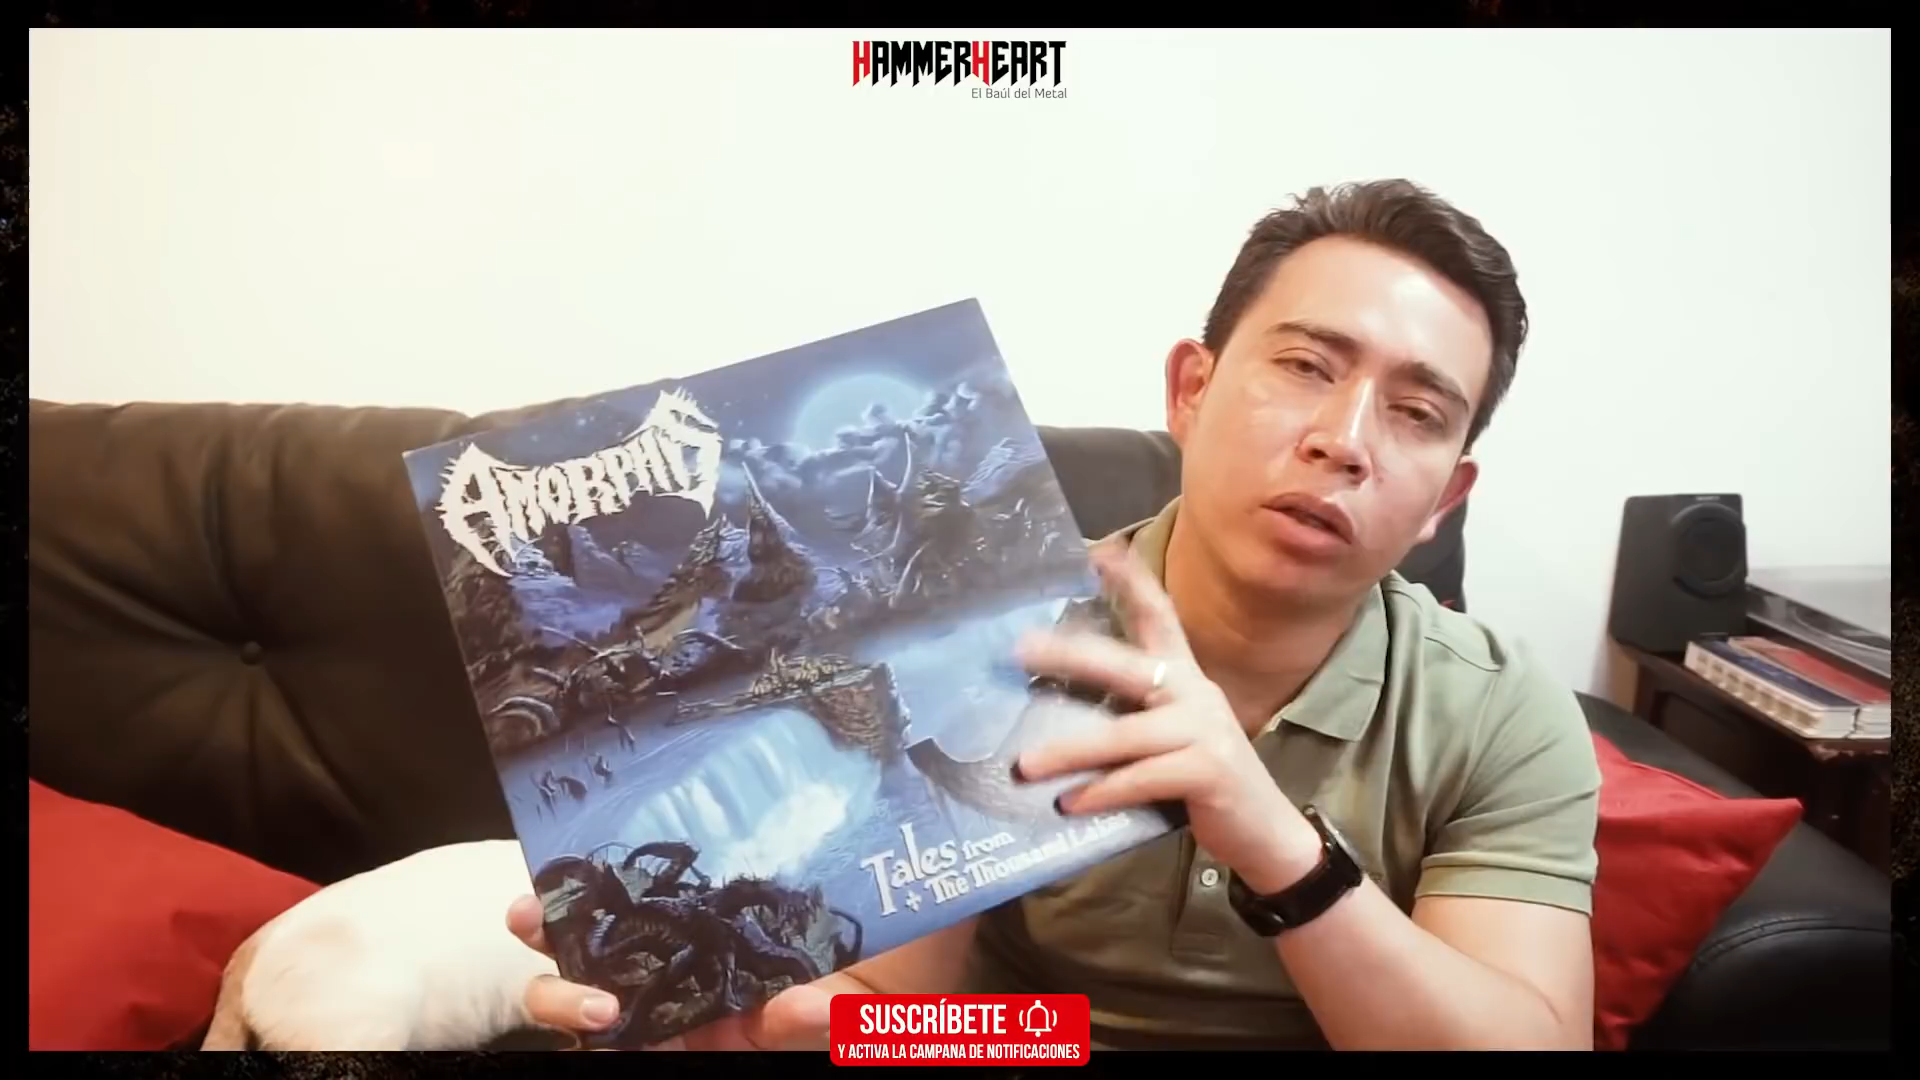 HAMMERHEART
El Baúl del Metal
AMORPHIS
Tales from
The Thousand Lakes
SUSCRÍBETE
Y ACTIVA LA CAMPANA DE NOTIFICACIONES